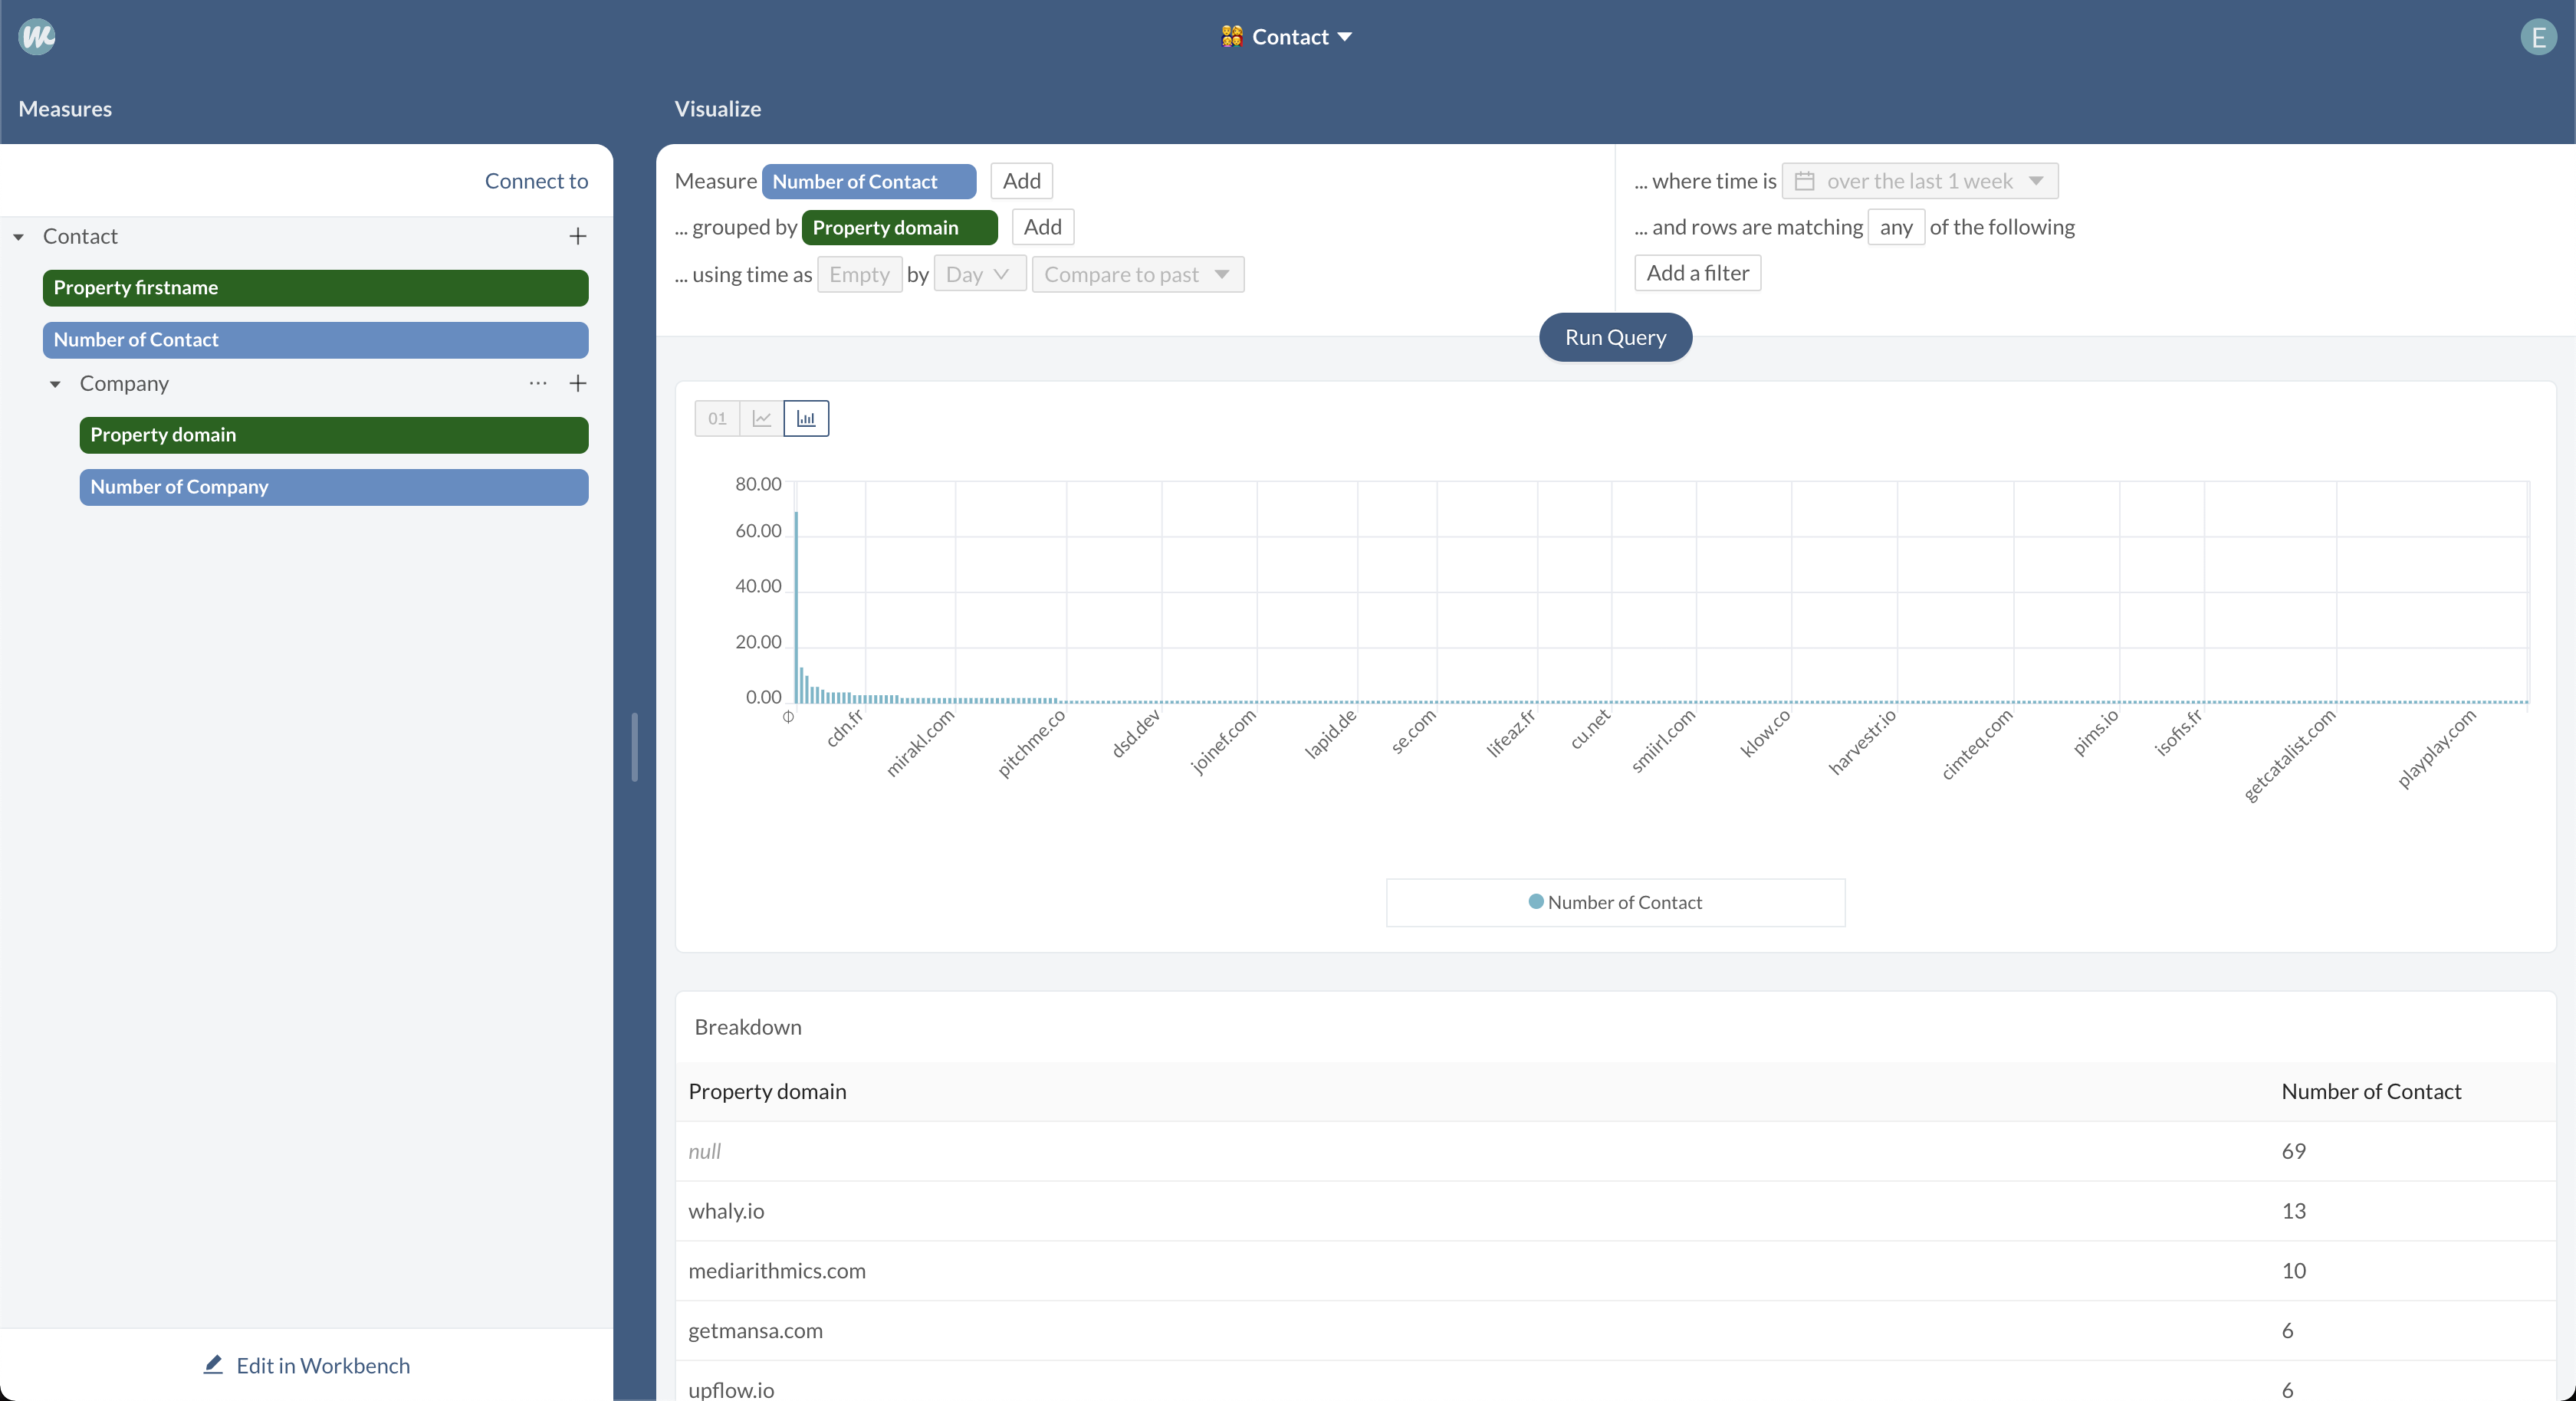 Contact
E
Measures
Visualize
Connect to
Contact
Property firstname
Number of Contact
Company
Property domain
Number of Company
Edit in Workbench
Measure Number of Contact Add
... grouped by Property domain Add
... using time as Empty by Day Compare to past
... where time is over the last 1 week
... and rows are matching any of the following
Add a filter
Run Query
01
80.00
60.00
40.00
20.00
0.00
Φ
cdn.fr
mirakl.com
pitchme.co
dsd.dev
joinef.com
lapid.de
se.com
lifeaz.fr
cu.net
smiirl.com
klow.co
harvestr.io
cimteq.com
pims.io
isofis.fr
getcatalist.com
playplay.com
Number of Contact
Breakdown
Property domain Number of Contact
null 69
whaly.io 13
mediarithmics.com 10
getmansa.com 6
upflow.io 6